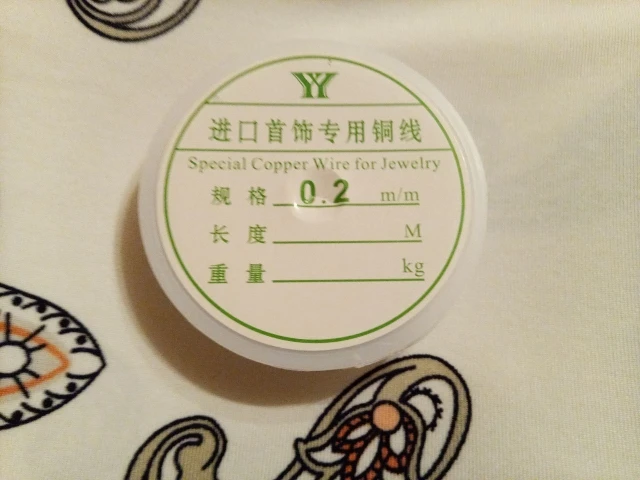 进口首饰专用铜线
Special Copper Wire for Jewelry
规 格 0.2 m/m
长 度 M
重 量 kg